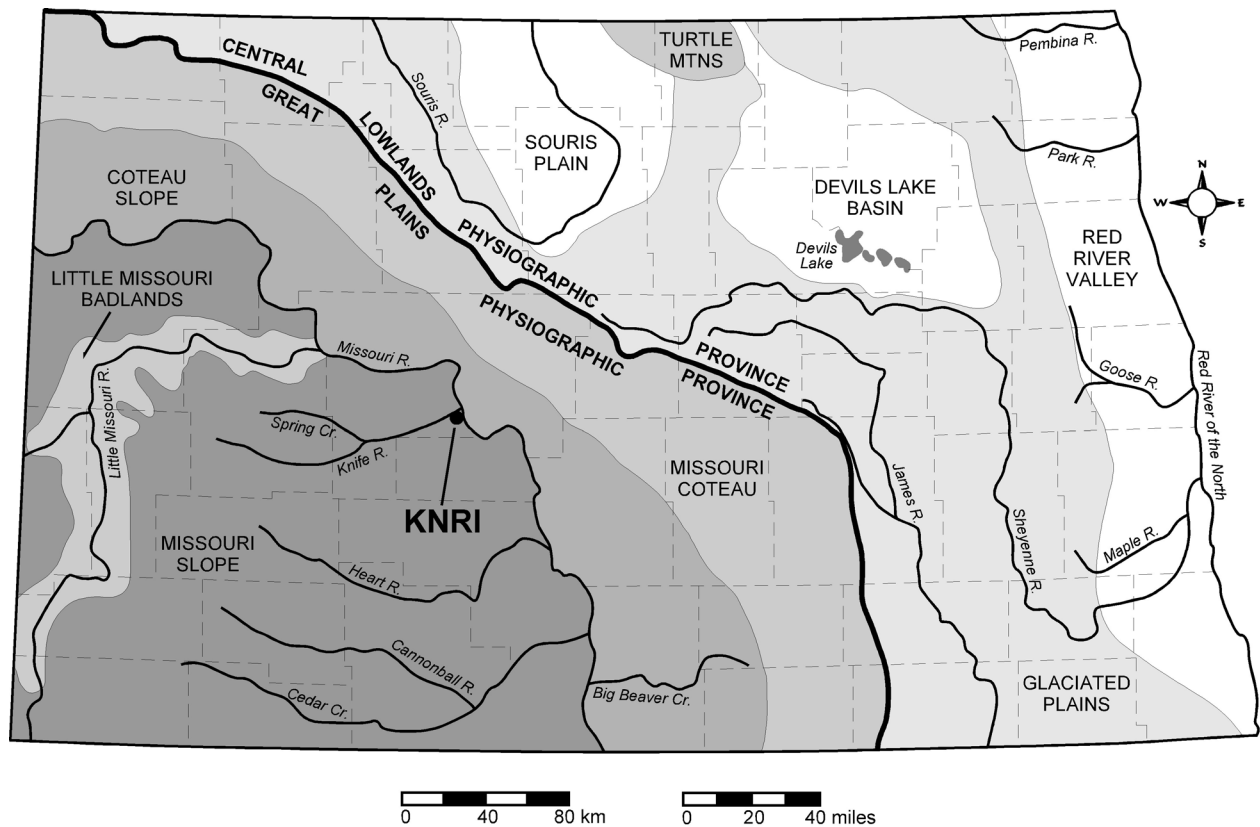 CENTRAL
LOWLANDS
PHYSIOGRAPHIC
PROVINCE
GREAT
PLAINS
PHYSIOGRAPHIC
PROVINCE
Souris R.
TURTLE
MTNS
Pembina R.
SOURIS
PLAIN
Park R.
N
W
E
S
COTEAU
SLOPE
DEVILS LAKE
BASIN
Devils
Lake
RED
RIVER
VALLEY
LITTLE MISSOURI
BADLANDS
Missouri R.
Little Missouri R.
Goose R.
Red River of the North
Spring Cr.
Knife R.
KNRI
MISSOURI
COTEAU
James R.
Sheyenne R.
Maple R.
MISSOURI
SLOPE
Heart R.
Cannonball R.
Cedar Cr.
Big Beaver Cr.
GLACIATED
PLAINS
0 40 80 km
0 20 40 miles